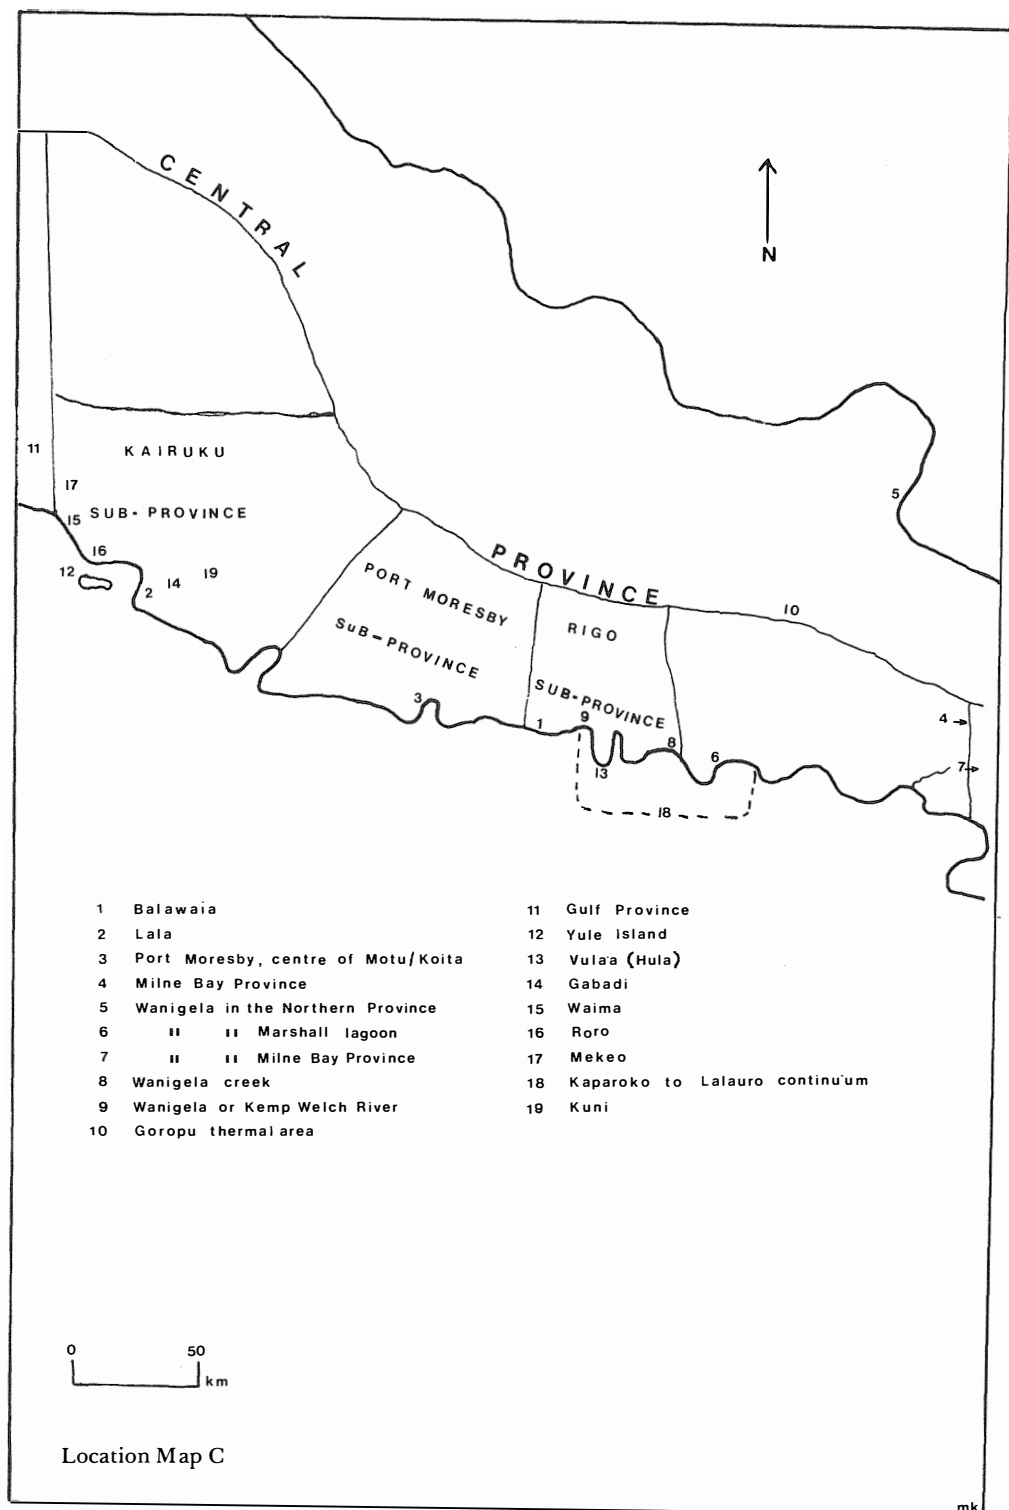 CENTRAL
N
11
KAIRUKU
17
5
15
SUB- PROVINCE
16
PROVINCE
12
19
14
2
PORT MORESBY
10
RIGO
SuB-PROVINCE
SUB-PROVINCE
3
9
1
4
8
6
7
13
18
1 Balawaia
2 Lala
3 Port Moresby, centre of Motu/Koita
4 Milne Bay Province
5 Wanigela in the Northern Province
6 " " Marshall lagoon
7 " " Milne Bay Province
8 Wanigela creek
9 Wanigela or Kemp Welch River
10 Goropu thermal area
11 Gulf Province
12 Yule Island
13 Vula'a (Hula)
14 Gabadi
15 Waima
16 Roro
17 Mekeo
18 Kaparoko to Lalauro continuum
19 Kuni
0 50
km
Location Map C
mk